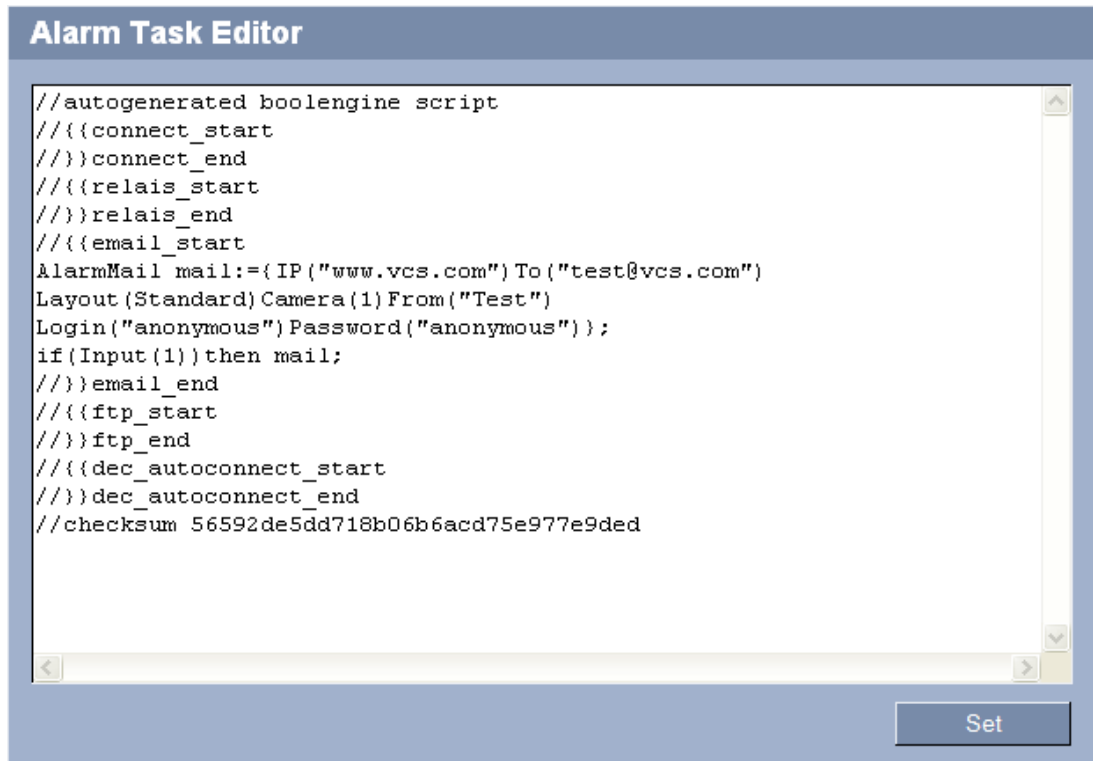 Alarm Task Editor
//autogenerated boolengine script
//{{connect_start
//}}connect_end
//{{relais_start
//}}relais_end
//{{email_start
AlarmMail mail:={IP("www.vcs.com")To("test@vcs.com")
Layout(Standard)Camera(1)From("Test")
Login("anonymous")Password("anonymous")};
if(Input(1))then mail;
//}}email_end
//{{ftp_start
//}}ftp_end
//{{dec_autoconnect_start
//}}dec_autoconnect_end
//checksum 56592de5dd718b06b6acd75e977e9ded
Set